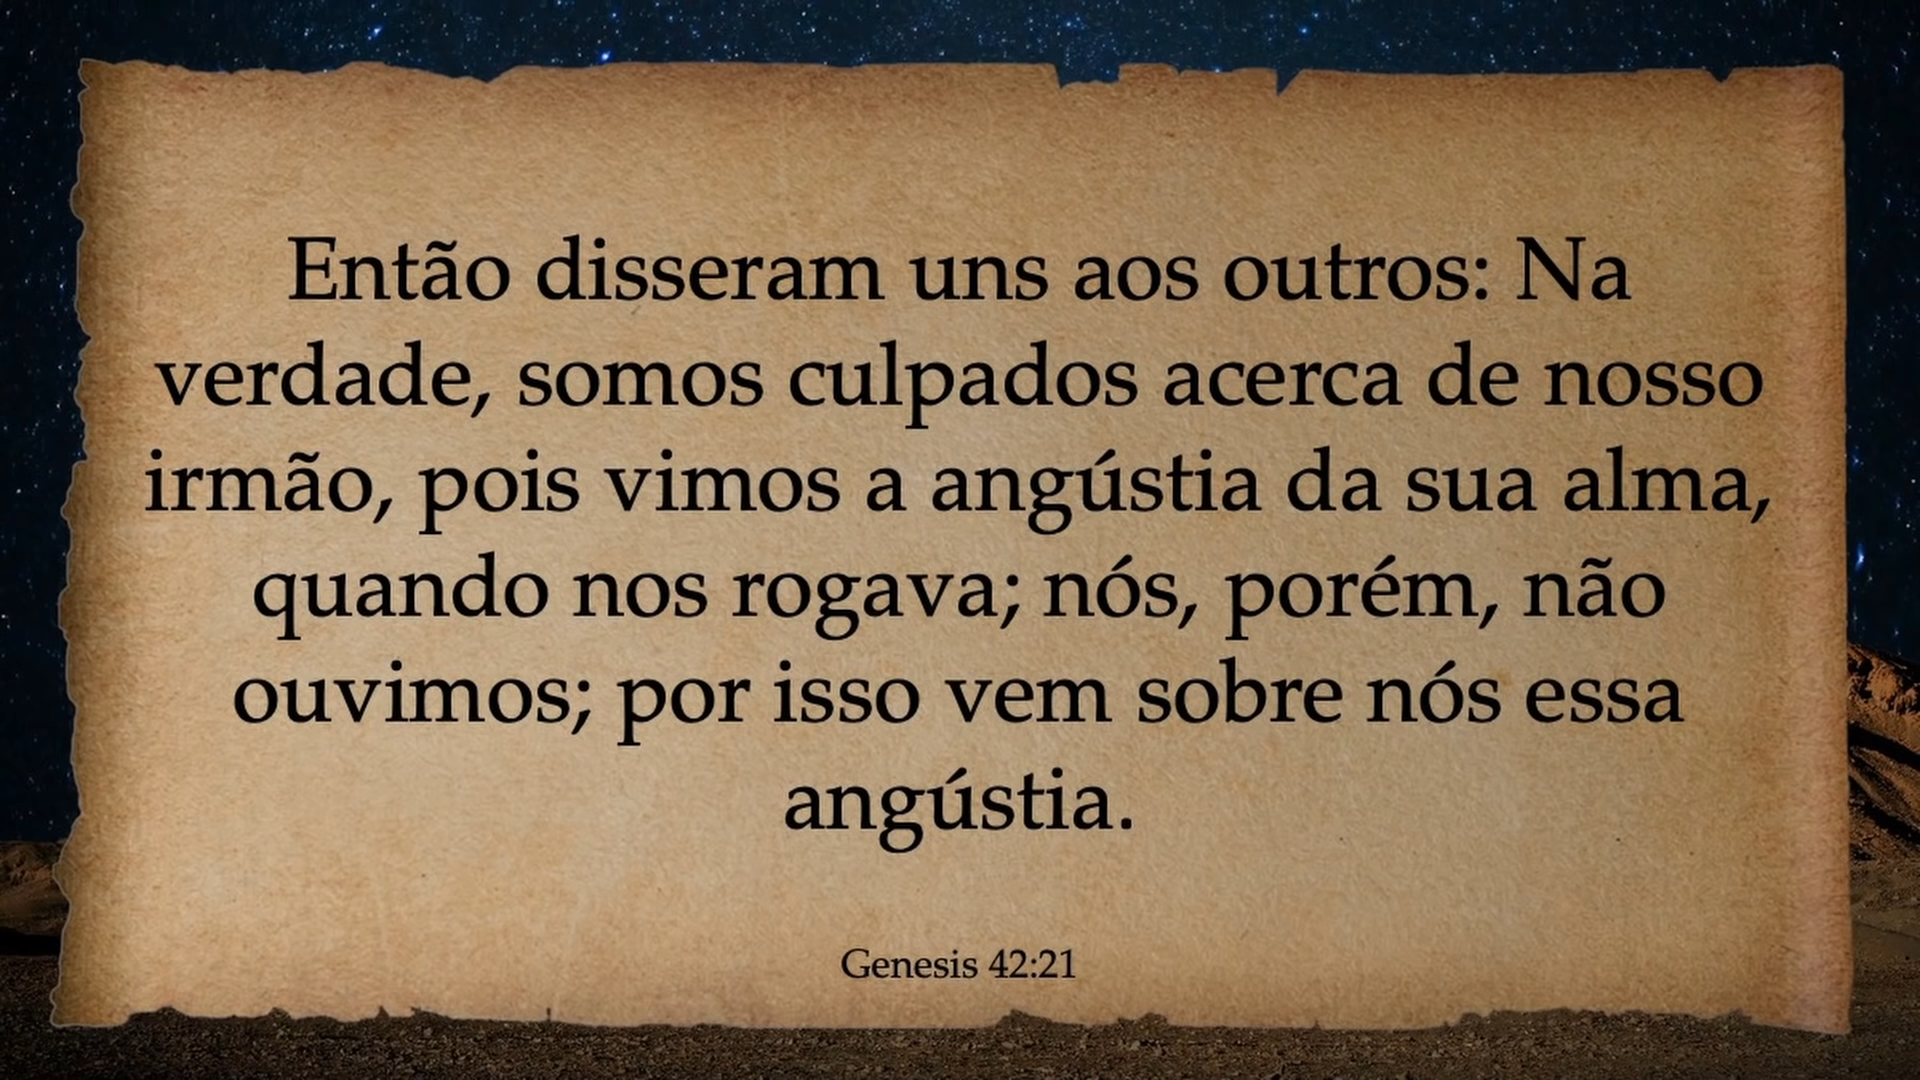 Então disseram uns aos outros: Na
verdade, somos culpados acerca de nosso
irmão, pois vimos a angústia da sua alma,
quando nos rogava; nós, porém, não
ouvimos; por isso vem sobre nós essa
angústia.
Genesis 42:21